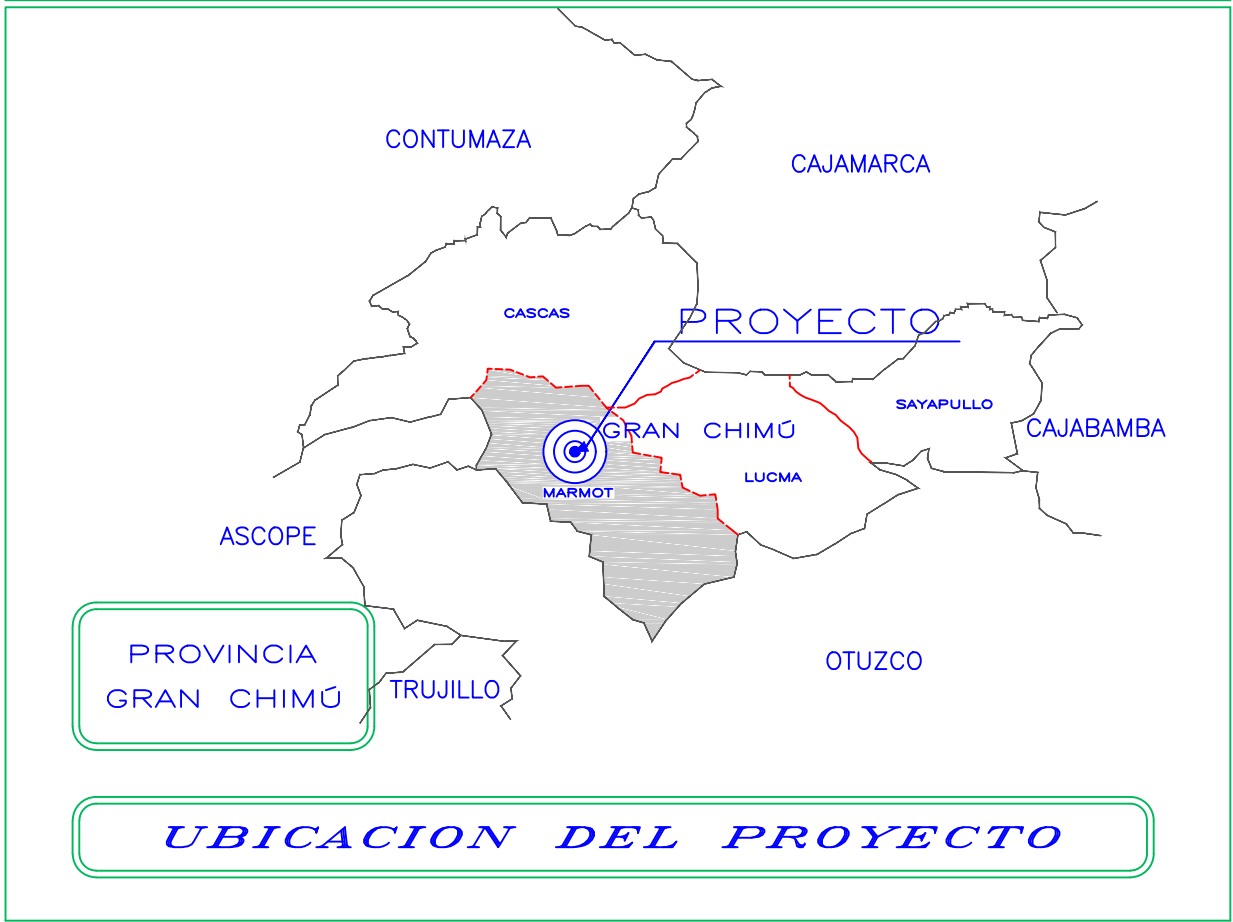 CONTUMAZA
CAJAMARCA
CASCAS
PROYECTO
SAYAPULLO
CAJABAMBA
GRAN CHIMÚ
LUCMA
MARMOT
ASCOPE
OTUZCO
TRUJILLO
PROVINCIA
GRAN CHIMÚ
UBICACION DEL PROYECTO